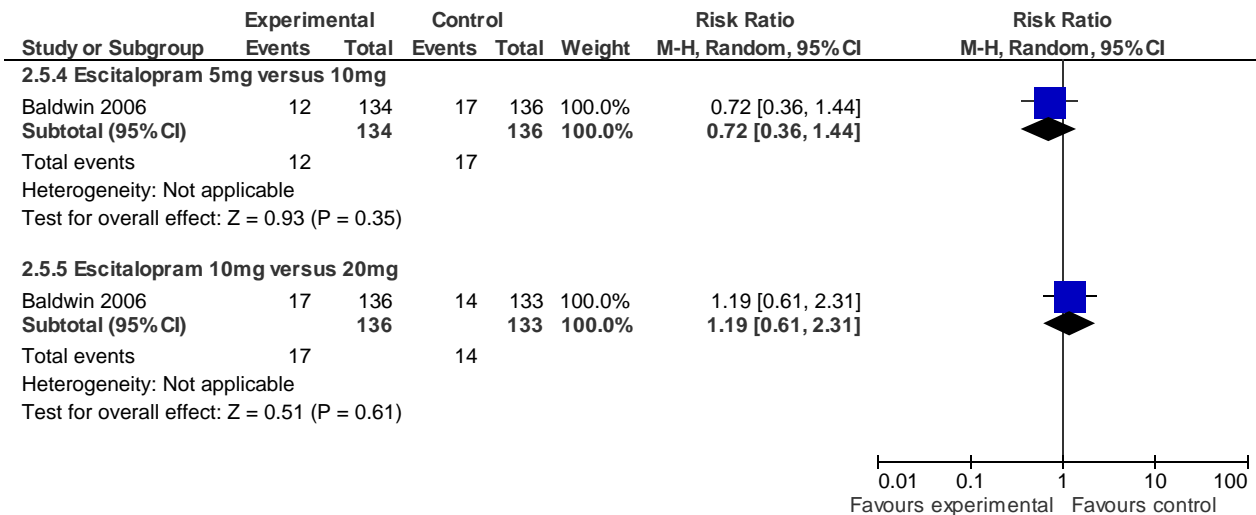 Experimental Control Risk Ratio Risk Ratio
Study or Subgroup Events Total Events Total Weight M-H, Random, 95% CI M-H, Random, 95% CI
2.5.4 Escitalopram 5mg versus 10mg
Baldwin 2006 12 134 17 136 100.0% 0.72 [0.36, 1.44]
Subtotal (95% CI) 134 136 100.0% 0.72 [0.36, 1.44]
Total events 12 17
Heterogeneity: Not applicable
Test for overall effect: Z = 0.93 (P = 0.35)
2.5.5 Escitalopram 10mg versus 20mg
Baldwin 2006 17 136 14 133 100.0% 1.19 [0.61, 2.31]
Subtotal (95% CI) 136 133 100.0% 1.19 [0.61, 2.31]
Total events 17 14
Heterogeneity: Not applicable
Test for overall effect: Z = 0.51 (P = 0.61)
0.01 0.1 1 10 100
Favours experimental Favours control